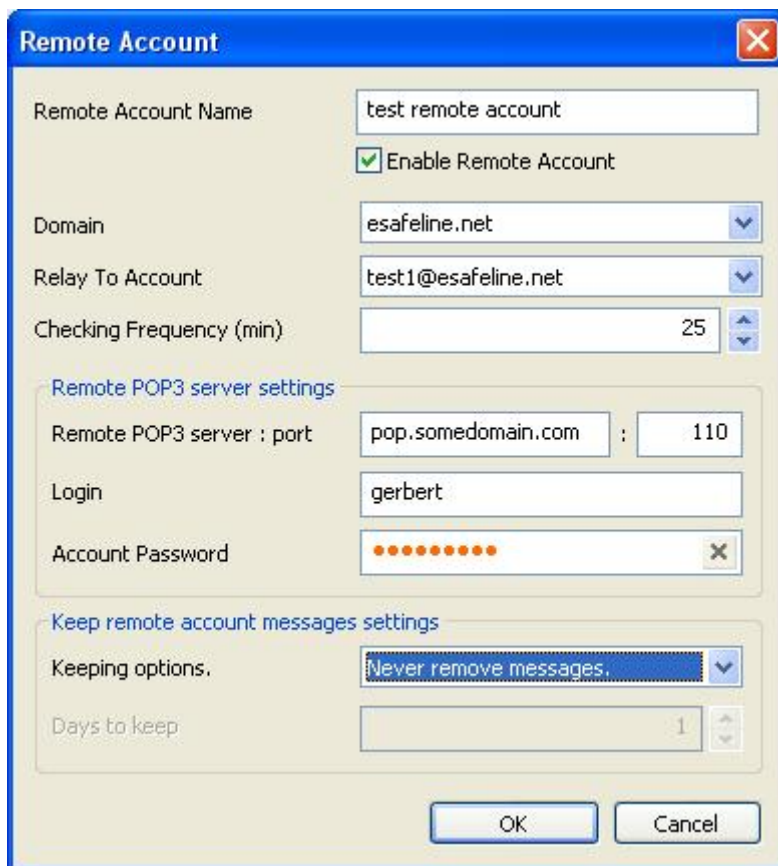 Remote Account
Remote Account Name test remote account
Enable Remote Account
Domain esafeline.net
Relay To Account test1@esafeline.net
Checking Frequency (min) 25
Remote POP3 server settings
Remote POP3 server : port pop.somedomain.com : 110
Login gerbert
Account Password •••••••••
Keep remote account messages settings
Keeping options. Never remove messages.
Days to keep 1
OK Cancel